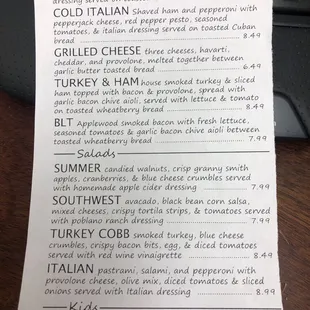 dressing served on
COLD ITALIAN Shaved ham and pepperoni with
pepperjack cheese, red pepper pesto, seasoned
tomatoes, & italian dressing served on toasted Cuban
bread 8.49
GRILLED CHEESE three cheeses, havarti,
cheddar, and provolone, melted together between
garlic butter toasted bread 6.49
TURKEY & HAM house smoked turkey & sliced
ham topped with bacon & provolone, spread with
garlic bacon chive aioli, served with lettuce & tomato
on toasted wheatberry bread 8.49
BLT Applewood smoked bacon with fresh lettuce,
seasoned tomatoes & garlic bacon chive aioli between
toasted wheatberry bread 7.99
Salads
SUMMER candied walnuts, crisp granny smith
apples, cranberries, & blue cheese crumbles served
with homemade apple cider dressing 7.99
SOUTHWEST avocado, black bean corn salsa,
mixed cheeses, crispy tortila strips, & tomatoes served
with poblano ranch dressing 7.99
TURKEY COBB smoked turkey, blue cheese
crumbles, crispy bacon bits, egg, & diced tomatoes
served with red wine vinaigrette 8.49
ITALIAN pastrami, salami, and pepperoni with
provolone cheese, olive mix, diced tomatoes & sliced
onions served with Italian dressing 8.99
Kids